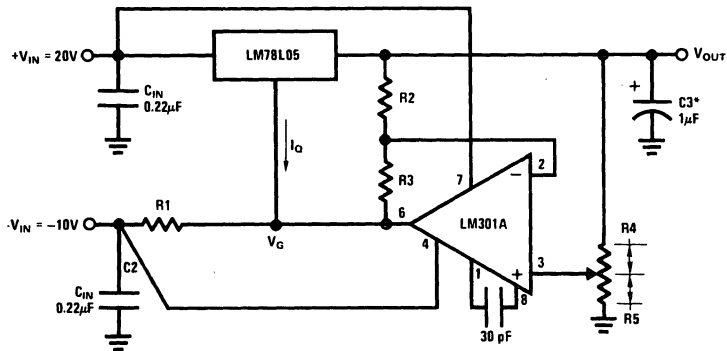 +VIN = 20V
LM78L05
VOUT
CIN
0.22μF
IQ
R2
+
C3*
1μF
R3
7
2
−
LM301A
6
4
R1
-VIN = −10V
VG
C2
CIN
0.22μF
1
+
8
3
30 pF
R4
R5